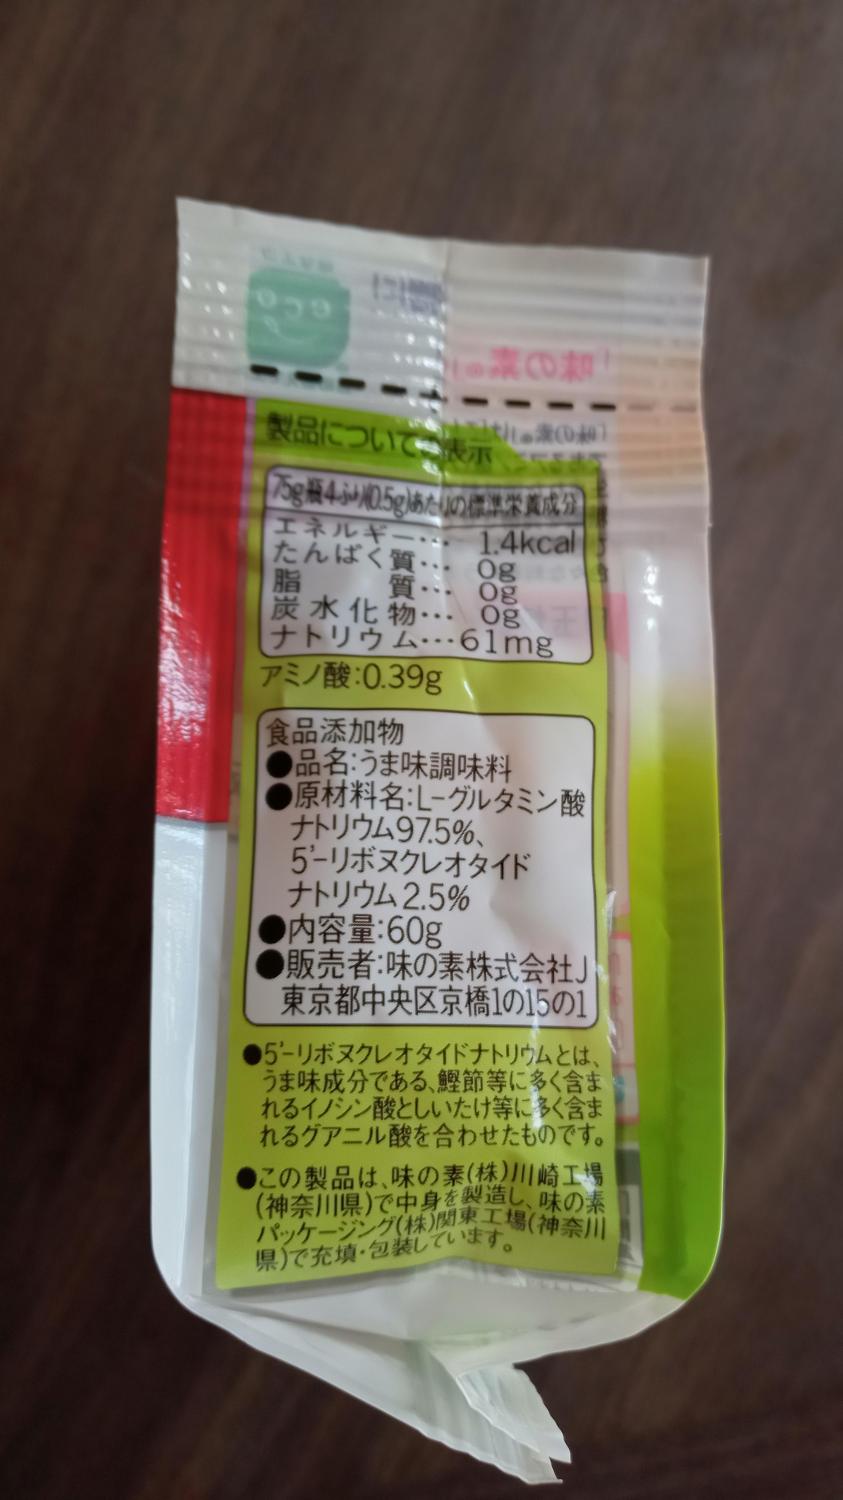 製品についての表示
75g瓶4ふり(0.5g)あたりの標準栄養成分
エネルギー… 1.4kcal
たんぱく質… 0g
脂質… 0g
炭水化物… 0g
ナトリウム…61mg
アミノ酸:0.39g
食品添加物
●品名:うま味調味料
●原材料名:L-グルタミン酸
ナトリウム97.5%、
5'-リボヌクレオタイド
ナトリウム2.5%
●内容量:60g
●販売者:味の素株式会社J
東京都中央区京橋1の15の1
●5'-リボヌクレオタイドナトリウムとは、
うま味成分である、鰹節等に多く含ま
れるイノシン酸としいたけ等に多く含ま
れるグアニル酸を合わせたものです。
●この製品は、味の素(株)川崎工場
(神奈川県)で中身を製造し、味の素
パッケージング(株)関東工場(神奈川
県)で充填・包装しています。